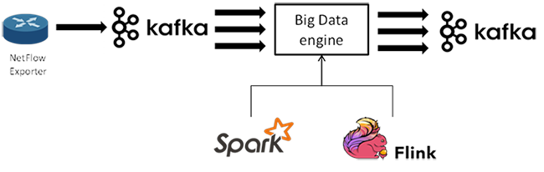 NetFlow
Exporter
kafka
Big Data
engine
kafka
Spark
Flink